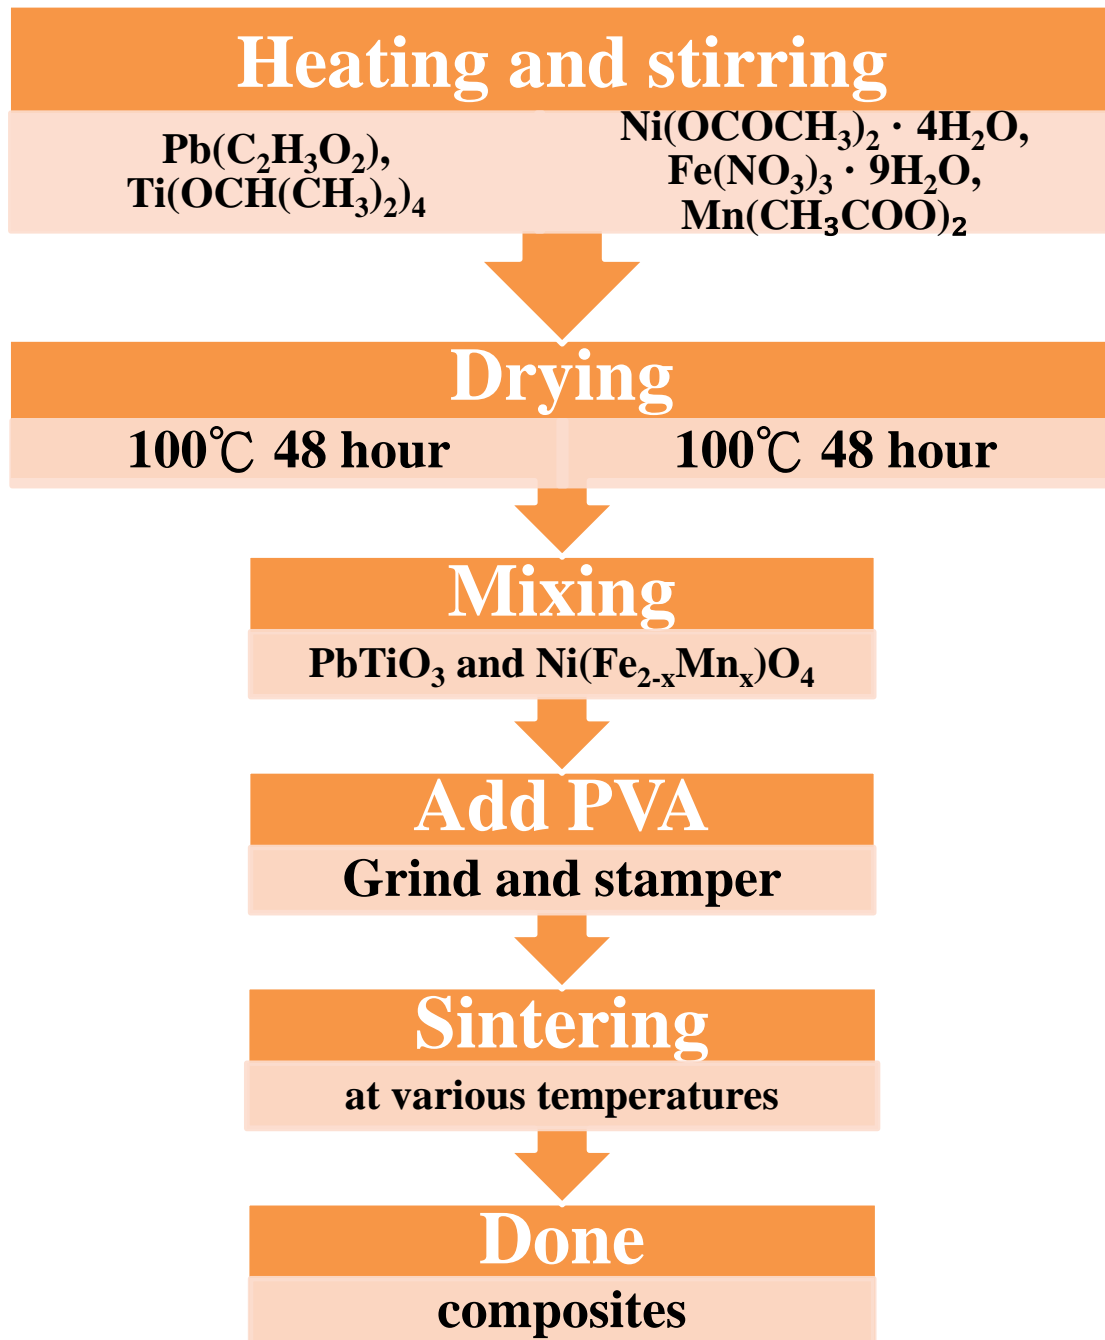 Heating and stirring
Pb(C₂H₃O₂),
Ti(OCH(CH₃)₂)₄
Ni(OCOCH₃)₂ · 4H₂O,
Fe(NO₃)₃ · 9H₂O,
Mn(CH₃COO)₂
Drying
100℃ 48 hour
100℃ 48 hour
Mixing
PbTiO₃ and Ni(Fe₂₋ₓMnₓ)O₄
Add PVA
Grind and stamper
Sintering
at various temperatures
Done
composites